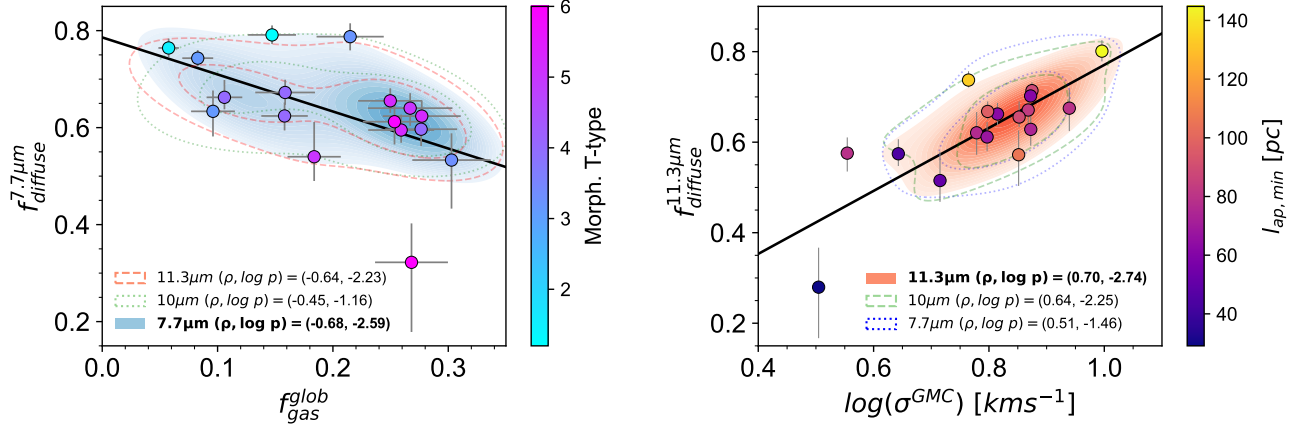 0.8
0.6
0.4
0.2
f^{7.7μm}_{diffuse}
0.0
0.1
0.2
0.3
f^{glob}_{gas}
11.3μm (ρ, log p) = (-0.64, -2.23)
10μm (ρ, log p) = (-0.45, -1.16)
7.7μm (ρ, log p) = (-0.68, -2.59)
6
5
4
3
2
Morph. T-type
0.8
0.6
0.4
0.2
f^{11.3μm}_{diffuse}
0.4
0.6
0.8
1.0
log(σ^{GMC}) [kms^{-1}]
11.3μm (ρ, log p) = (0.70, -2.74)
10μm (ρ, log p) = (0.64, -2.25)
7.7μm (ρ, log p) = (0.51, -1.46)
140
120
100
80
60
40
l_{ap,min} [pc]